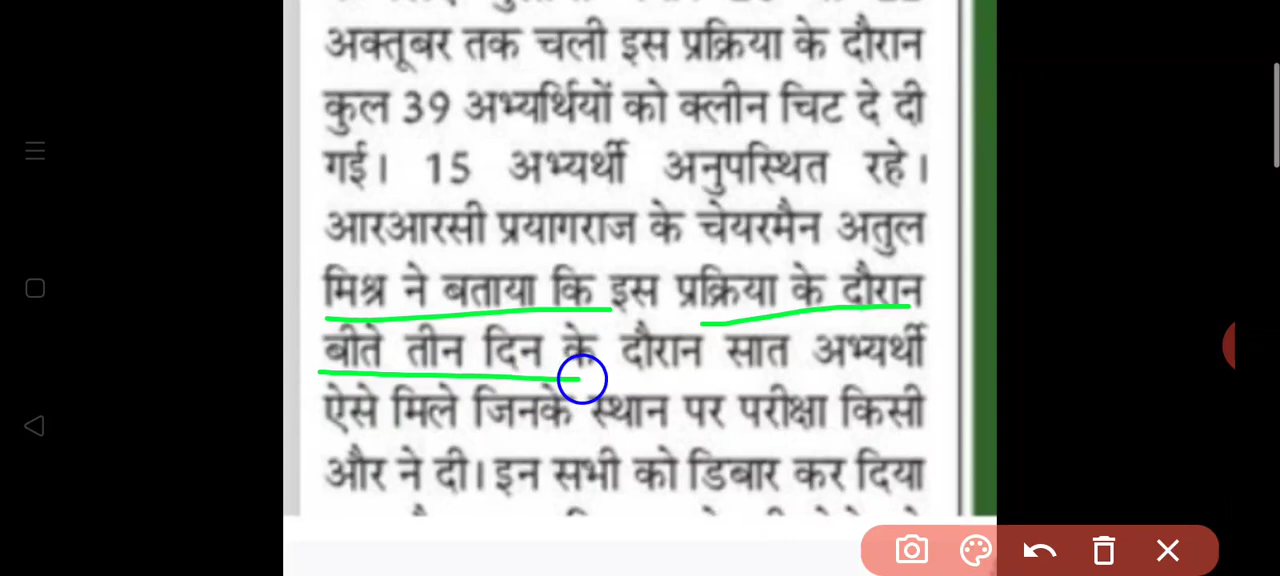 अक्तूबर तक चली इस प्रक्रिया के दौरान
कुल 39 अभ्यर्थियों को क्लीन चिट दे दी
गई। 15 अभ्यर्थी अनुपस्थित रहे।
आरआरसी प्रयागराज के चेयरमैन अतुल
मिश्र ने बताया कि इस प्रक्रिया के दौरान
बीते तीन दिन के दौरान सात अभ्यर्थी
ऐसे मिले जिनके स्थान पर परीक्षा किसी
और ने दी। इन सभी को डिबार कर दिया